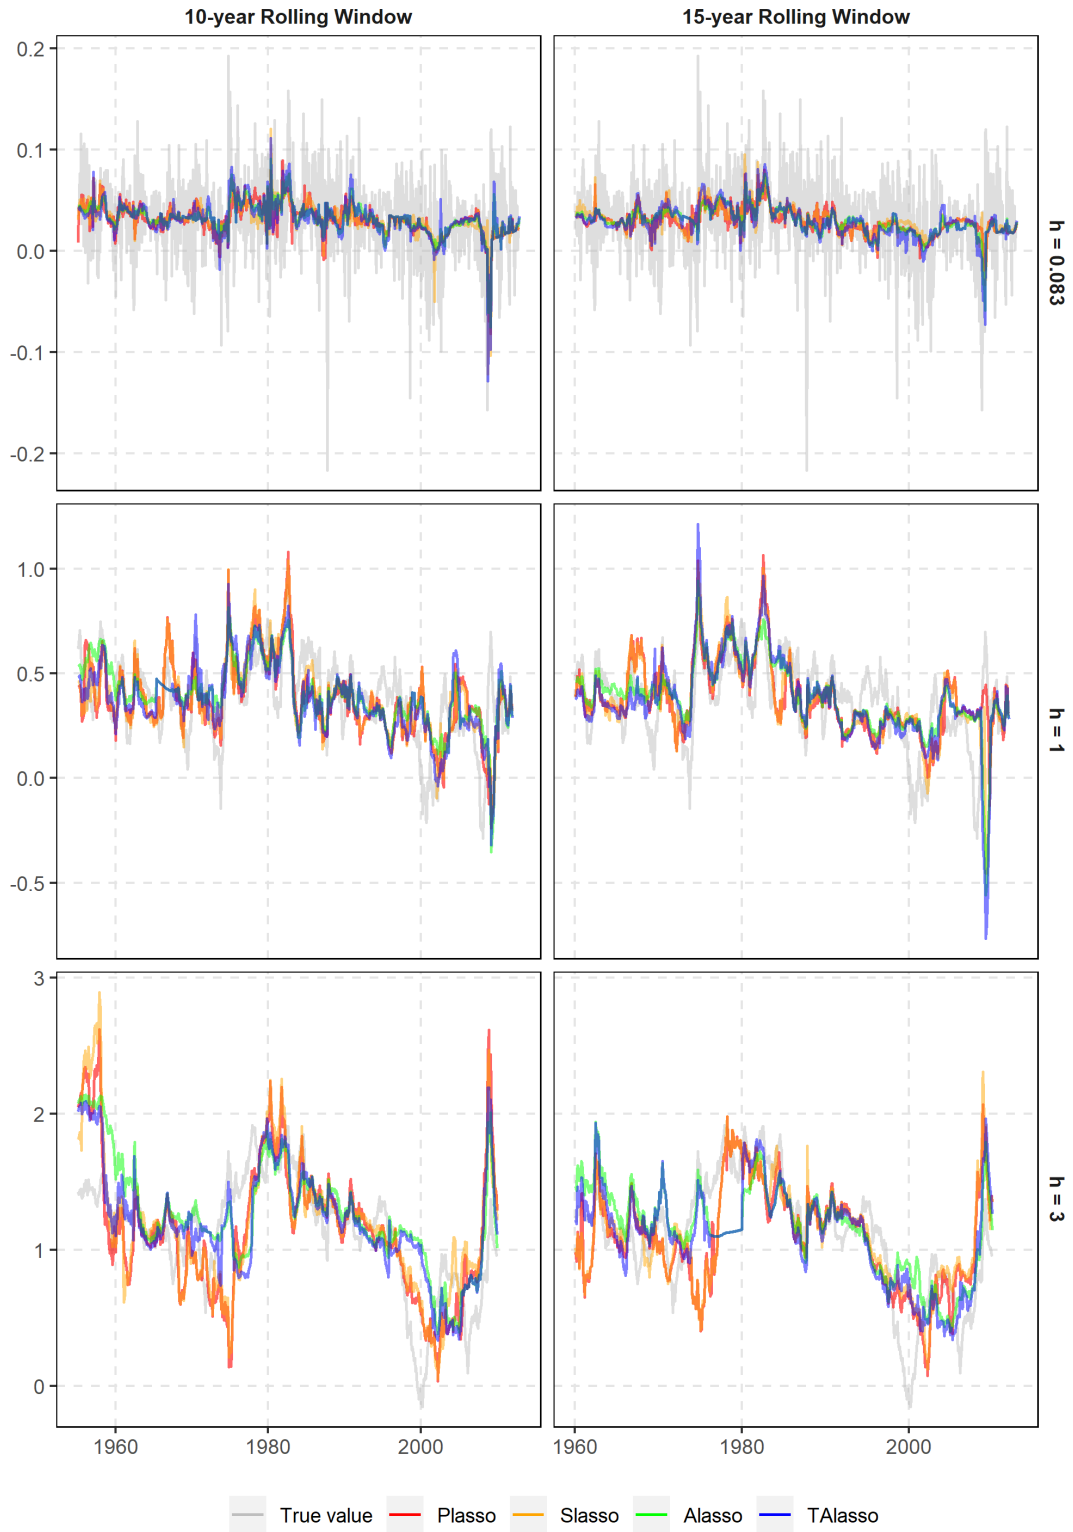 10-year Rolling Window
15-year Rolling Window
0.2
0.1
0.0
-0.1
-0.2
h = 0.083
1.0
0.5
0.0
-0.5
h = 1
3
2
1
0
h = 3
1960
1980
2000
1960
1980
2000
True value
Plasso
Slasso
Alasso
TAlasso